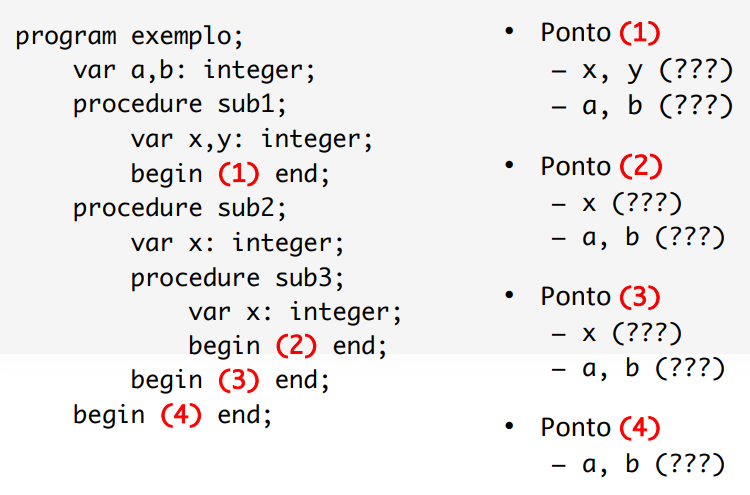 program exemplo;
    var a,b: integer;
    procedure sub1;
        var x,y: integer;
        begin (1) end;
    procedure sub2;
        var x: integer;
        procedure sub3;
            var x: integer;
            begin (2) end;
        begin (3) end;
    begin (4) end;
• Ponto (1)
– x, y (???)
– a, b (???)
• Ponto (2)
– x (???)
– a, b (???)
• Ponto (3)
– x (???)
– a, b (???)
• Ponto (4)
– a, b (???)